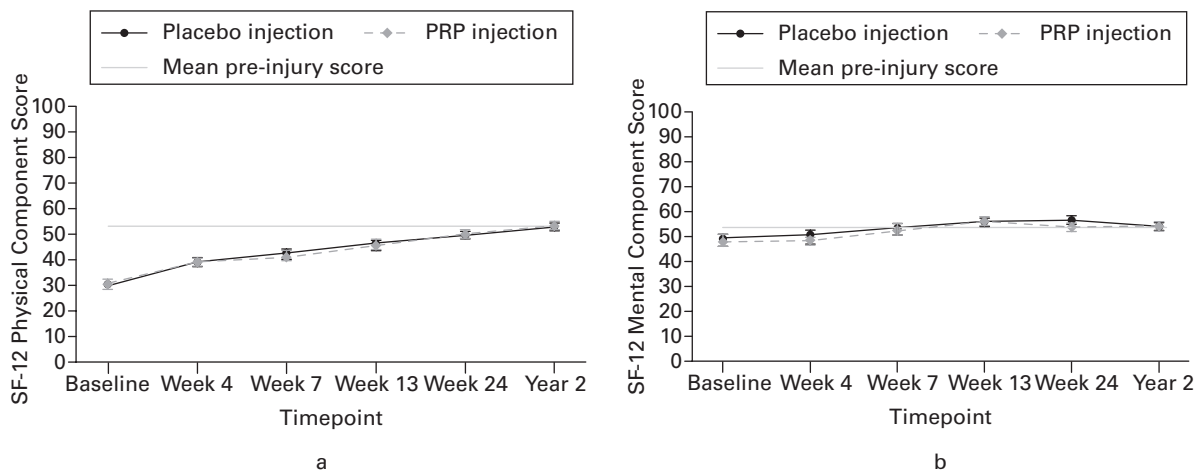 Placebo injection PRP injection
Mean pre-injury score
SF-12 Physical Component Score
100
90
80
70
60
50
40
30
20
10
0
Baseline Week 4 Week 7 Week 13 Week 24 Year 2
Timepoint
a
Placebo injection PRP injection
Mean pre-injury score
SF-12 Mental Component Score
100
90
80
70
60
50
40
30
20
10
0
Baseline Week 4 Week 7 Week 13 Week 24 Year 2
Timepoint
b